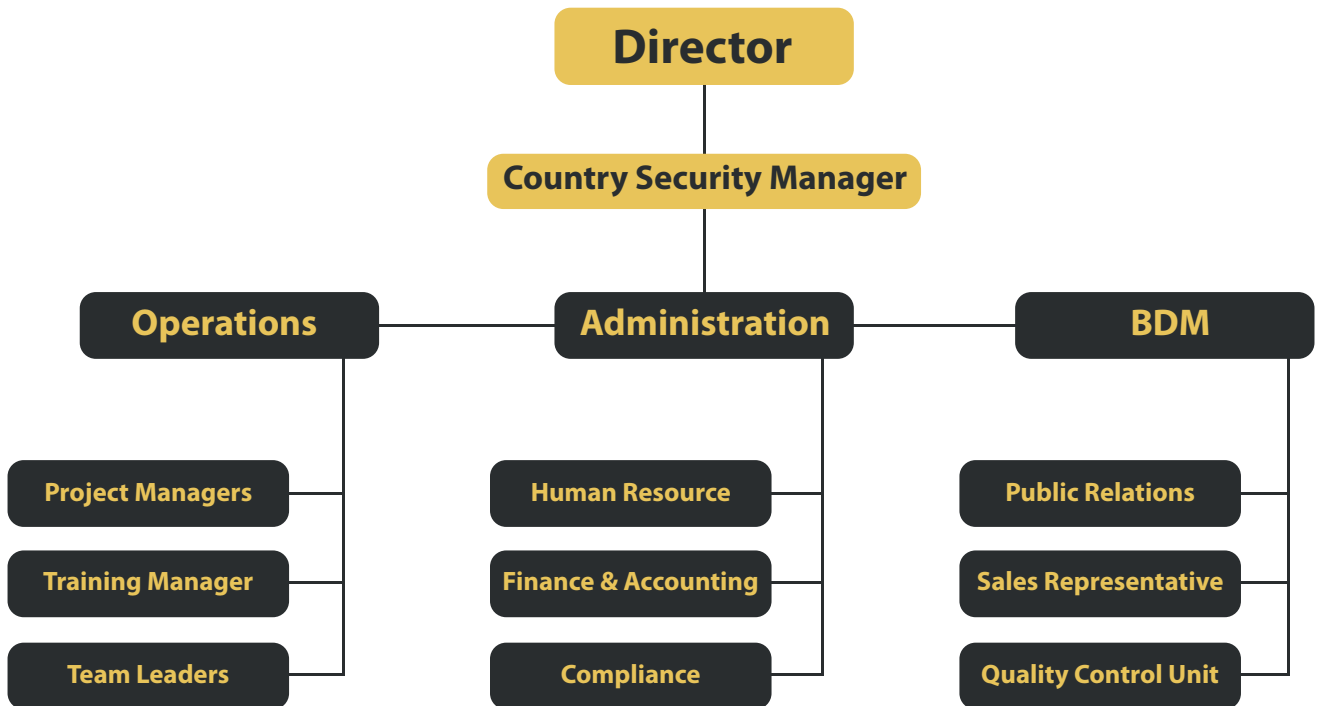 Director
Country Security Manager
Operations
Administration
BDM
Project Managers
Human Resource
Public Relations
Training Manager
Finance & Accounting
Sales Representative
Team Leaders
Compliance
Quality Control Unit